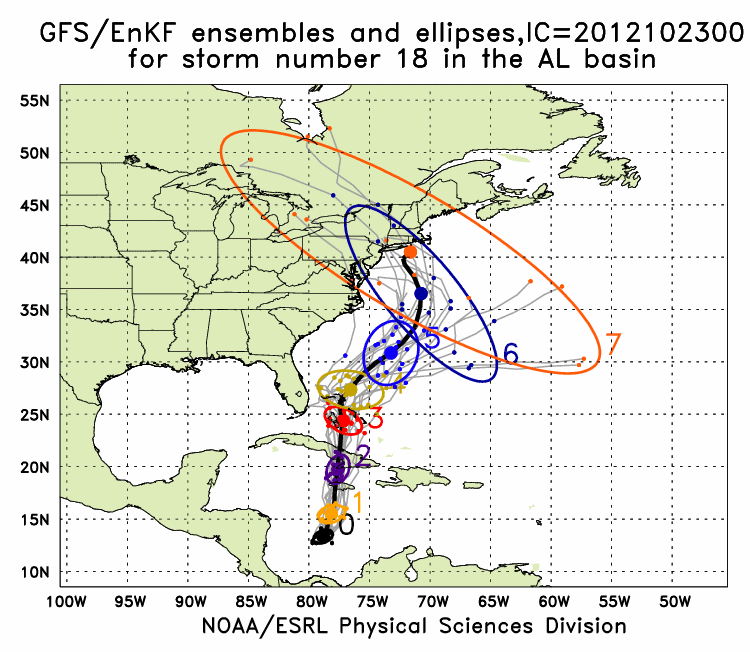 GFS/EnKF ensembles and ellipses,IC=2012102300
for storm number 18 in the AL basin
55N
50N
45N
40N
35N
30N
25N
20N
15N
10N
7
6
5
4
3
2
1
0
100W 95W 90W 85W 80W 75W 70W 65W 60W 55W 50W
NOAA/ESRL Physical Sciences Division